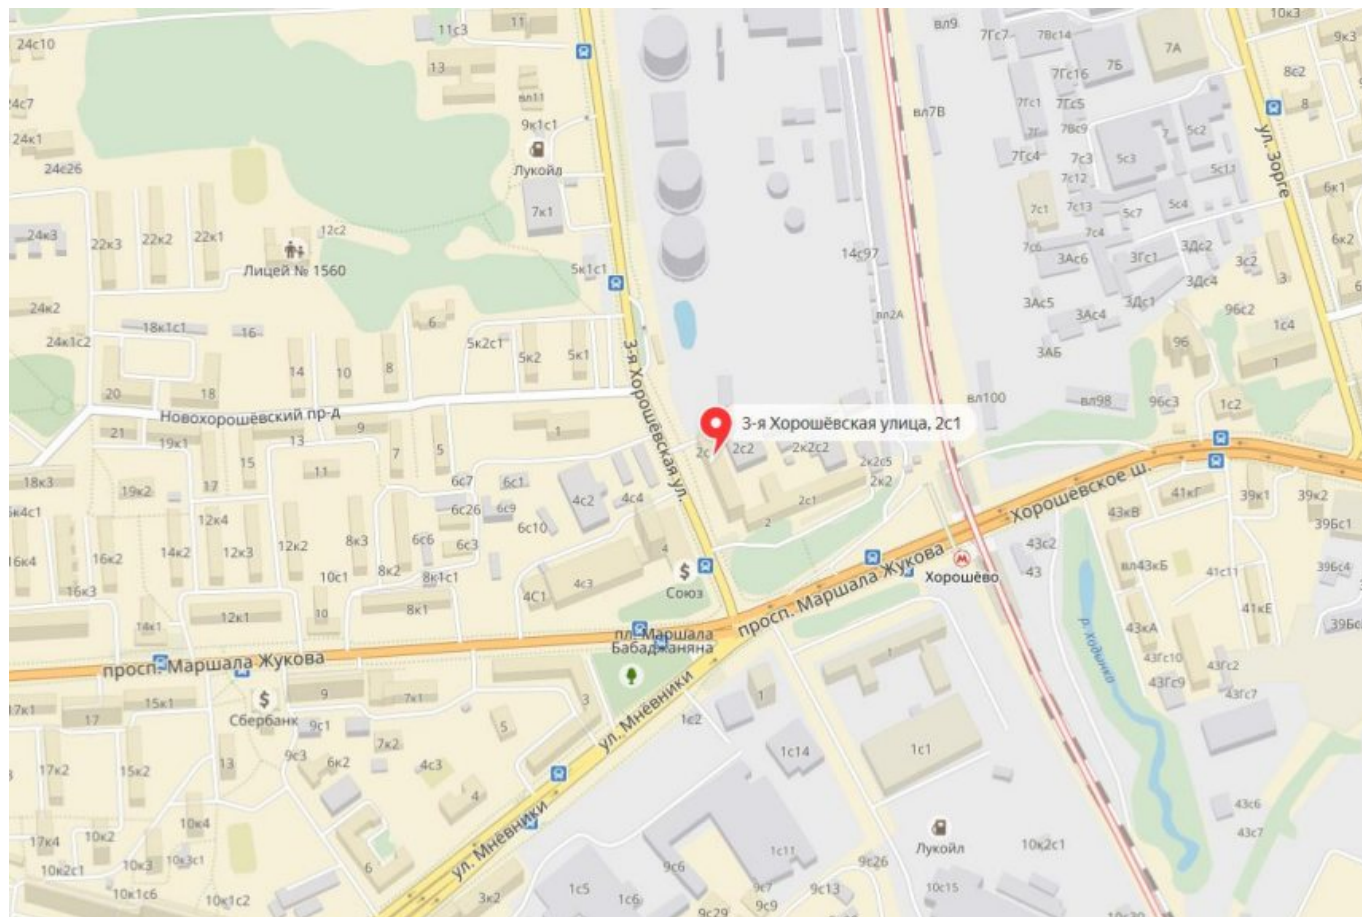 24с10
11с3
11
вл9
7Гс7
7Вс14
7А
10к3
9к3
13
7Б
7Гс16
8с2
8
вл11
24с7
9к1с1
7Гс1
7Гс5
вл7В
7Г
7Вс9
7
5с2
24к1
Лукойл
7Гс4
7с3
5с3
ул. Зорге
24с26
7с12
5с11
6к1
7к1
7с1
7с13
5с4
5с7
24к3
22к3
22к2
22к1
12с2
7с4
6к2
Лицей № 1560
14с97
7с6
3Ас6
3Гс1
3Дс2
3с2
3
5к1с1
3Дс4
24к2
3Ас5
3Дс1
96с2
18к1с1
16
6
вл2А
3Ас4
1с4
24к1с2
5к2с1
5к2
5к1
3-я Хорошёвская ул.
3АБ
96
1
14
10
8
20
18
вл100
вл98
96с3
1с2
Новохорошёвский пр-д
3-я Хорошёвская улица, 2с1
21
19к1
13
9
7
5
1
2с
2с2
2к2с2
2к2с5
2к2
18к3
15
11
6с7
6с1
19к2
17
4с2
4с4
2с1
Хорошёвское ш.
41кГ
39к1
39к2
12к4
6с26
6с9
6с10
2
43кВ
39Бс1
16к4
16к2
14к2
12к3
12к2
8к3
6с6
6с3
4
43с2
10с1
8к2
8к1с1
4с3
Союз
просп. Маршала Жукова
Хорошёво
43
вл43кБ
41с11
39Бс4
16к3
14к1
12к1
10
8к1
4С1
41кЕ
р. Ходынка
43кА
пл. Маршала
Бабаджаняна
просп. Маршала Жукова
1
43Гс10
43Гс2
43Гс9
43Гс7
17к1
17
15к1
9
7к1
3
ул. Мнёвники
1
1с2
Сбербанк
9с1
5
7к2
1с14
1с1
9с3
6к2
4с3
17к2
15к2
13
4
43с6
43с7
ул. Мнёвники
10к4
17к4
10к2
Лукойл
10к2с1
10к3
10к3с1
6
1с11
9с6
9с26
10к2с1
10к1с6
10к1с2
3к2
1с5
1с6
9с7
9с9
9с13
9с29
10с15